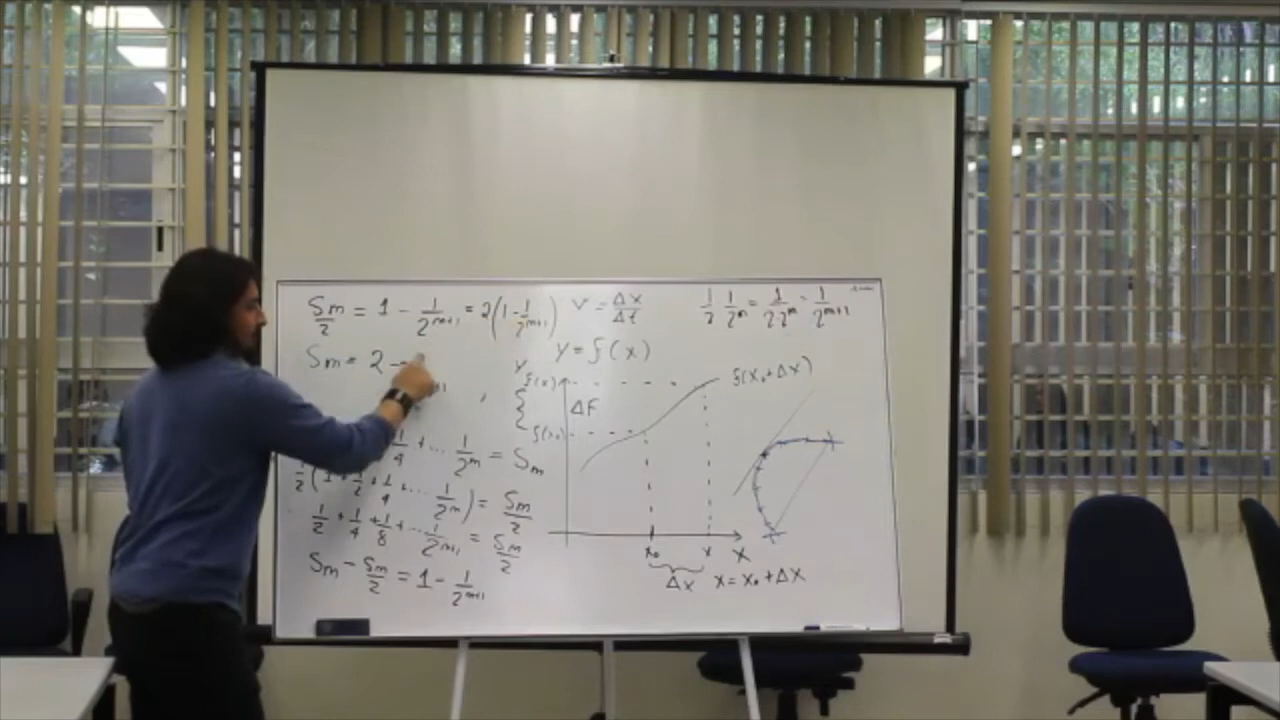 Sm/2 = 1 - 1/2^(m+1) = 2(1 - 1/2^(m+1))
V = Δx/Δt
1/2 1/2^m = 1/(2 2^m) = 1/2^(m+1)
Sm = 2 -
y = f(x)
y
f(x)
f(x₀+Δx)
ΔF
f(x₀)
1/4 + ... 1/2^m = Sm
1/2 (1 + 1/2 + 1/4 + ... 1/2^m) = Sm/2
1/2 + 1/4 + 1/8 + ... 1/2^(m+1) = Sm/2
x₀
x
X
Sm - Sm/2 = 1 - 1/2^(m+1)
Δx
x = x₀ + Δx